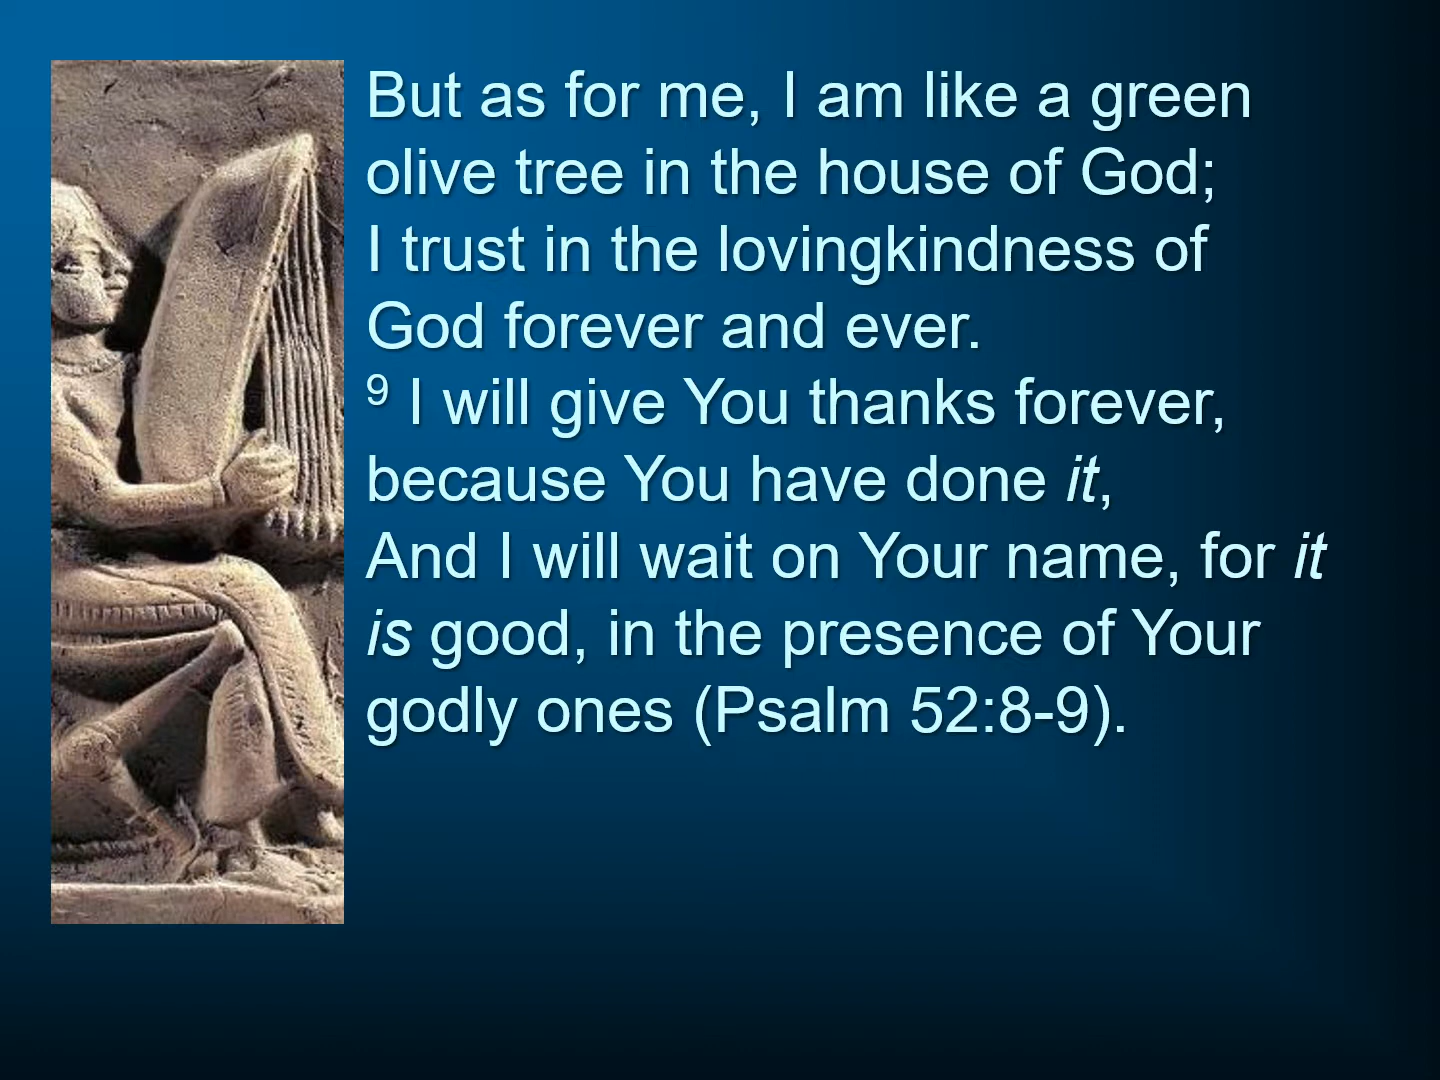 But as for me, I am like a green
olive tree in the house of God;
I trust in the lovingkindness of
God forever and ever.
9 I will give You thanks forever,
because You have done it,
And I will wait on Your name, for it
is good, in the presence of Your
godly ones (Psalm 52:8-9).